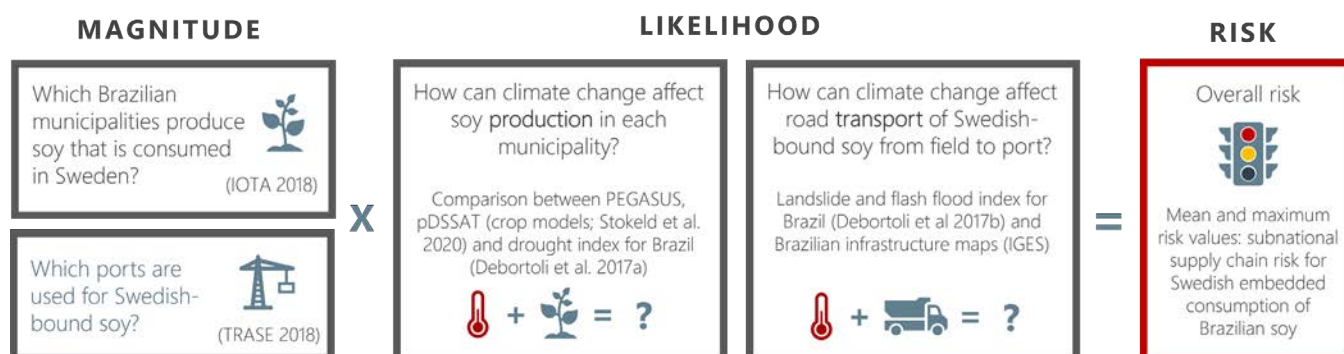 MAGNITUDE
Which Brazilian
municipalities produce
soy that is consumed
in Sweden?
(IOTA 2018)
Which ports are
used for Swedish-
bound soy?
(TRASE 2018)
X
LIKELIHOOD
How can climate change affect
soy production in each
municipality?
Comparison between PEGASUS,
pDSSAT (crop models; Stokeld et al.
2020) and drought index for Brazil
(Debortoli et al. 2017a)
+ = ?
How can climate change affect
road transport of Swedish-
bound soy from field to port?
Landslide and flash flood index for
Brazil (Debortoli et al 2017b) and
Brazilian infrastructure maps (IGES)
+ = ?
=
RISK
Overall risk
Mean and maximum
risk values: subnational
supply chain risk for
Swedish embedded
consumption of
Brazilian soy